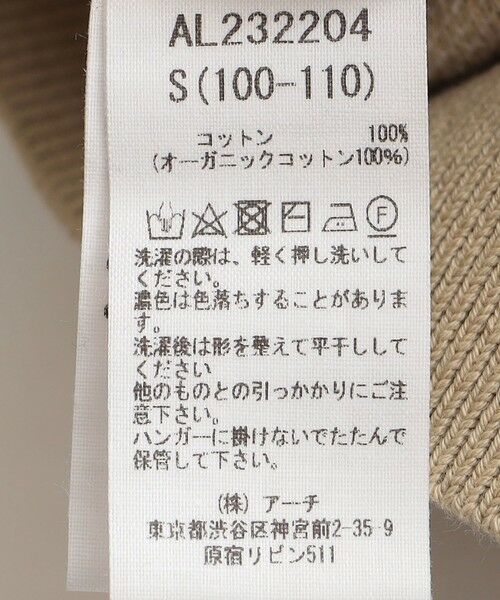 AL232204
S(100-110)
コットン 100%
(オーガニックコットン100%)
洗濯の際は、軽く押し洗いして
ください。
濃色は色落ちすることがありま
す。
洗濯後は形を整えて平干しして
ください
他のものとの引っかかりにご注
意下さい。
ハンガーに掛けないでたたんで
保管して下さい。
(株) アーチ
東京都渋谷区神宮前2-35-9
原宿リビン511